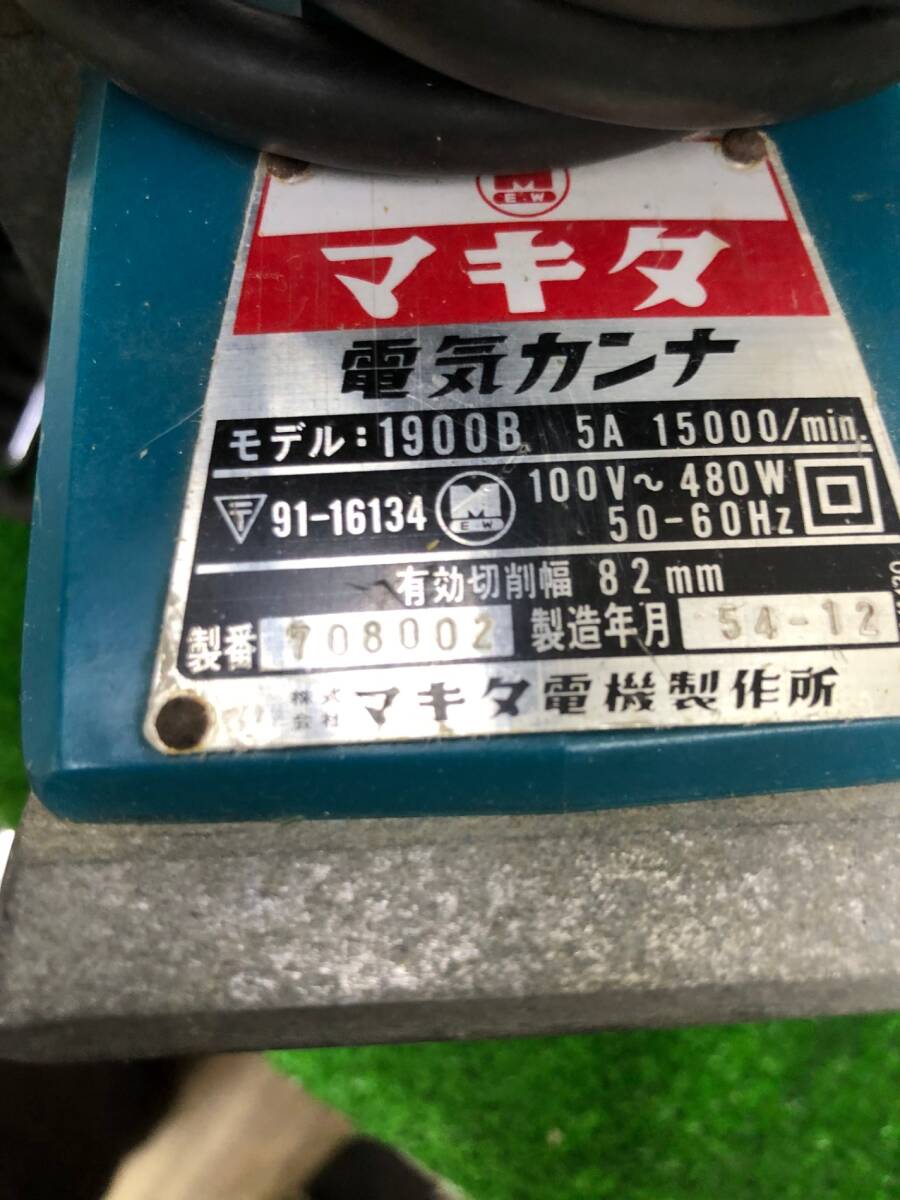 M
E·W
マキタ
電気カンナ
モデル:1900B 5A 15000/min.
〒 91-16134 M E·W 100V~ 480W
50-60Hz
有効切削幅 82mm
製番 708002 製造年月 54-12
株式会社 マキタ電機製作所